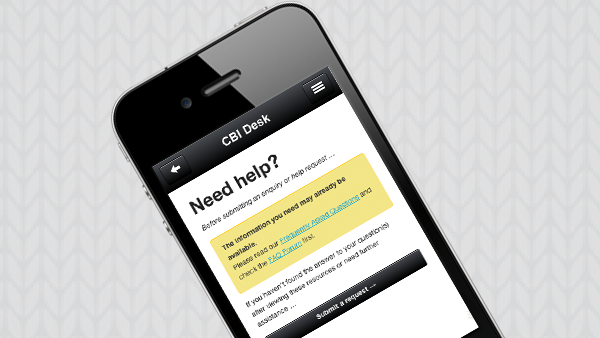 CBI Desk
Need help?
Before submitting an enquiry or help request ...
The information you need may already be
available.
Please read our Frequently Asked Questions and
check the FAQ Forum first.
If you haven't found the answer to your question(s)
after viewing these resources or need further
assistance ...
Submit a request ...